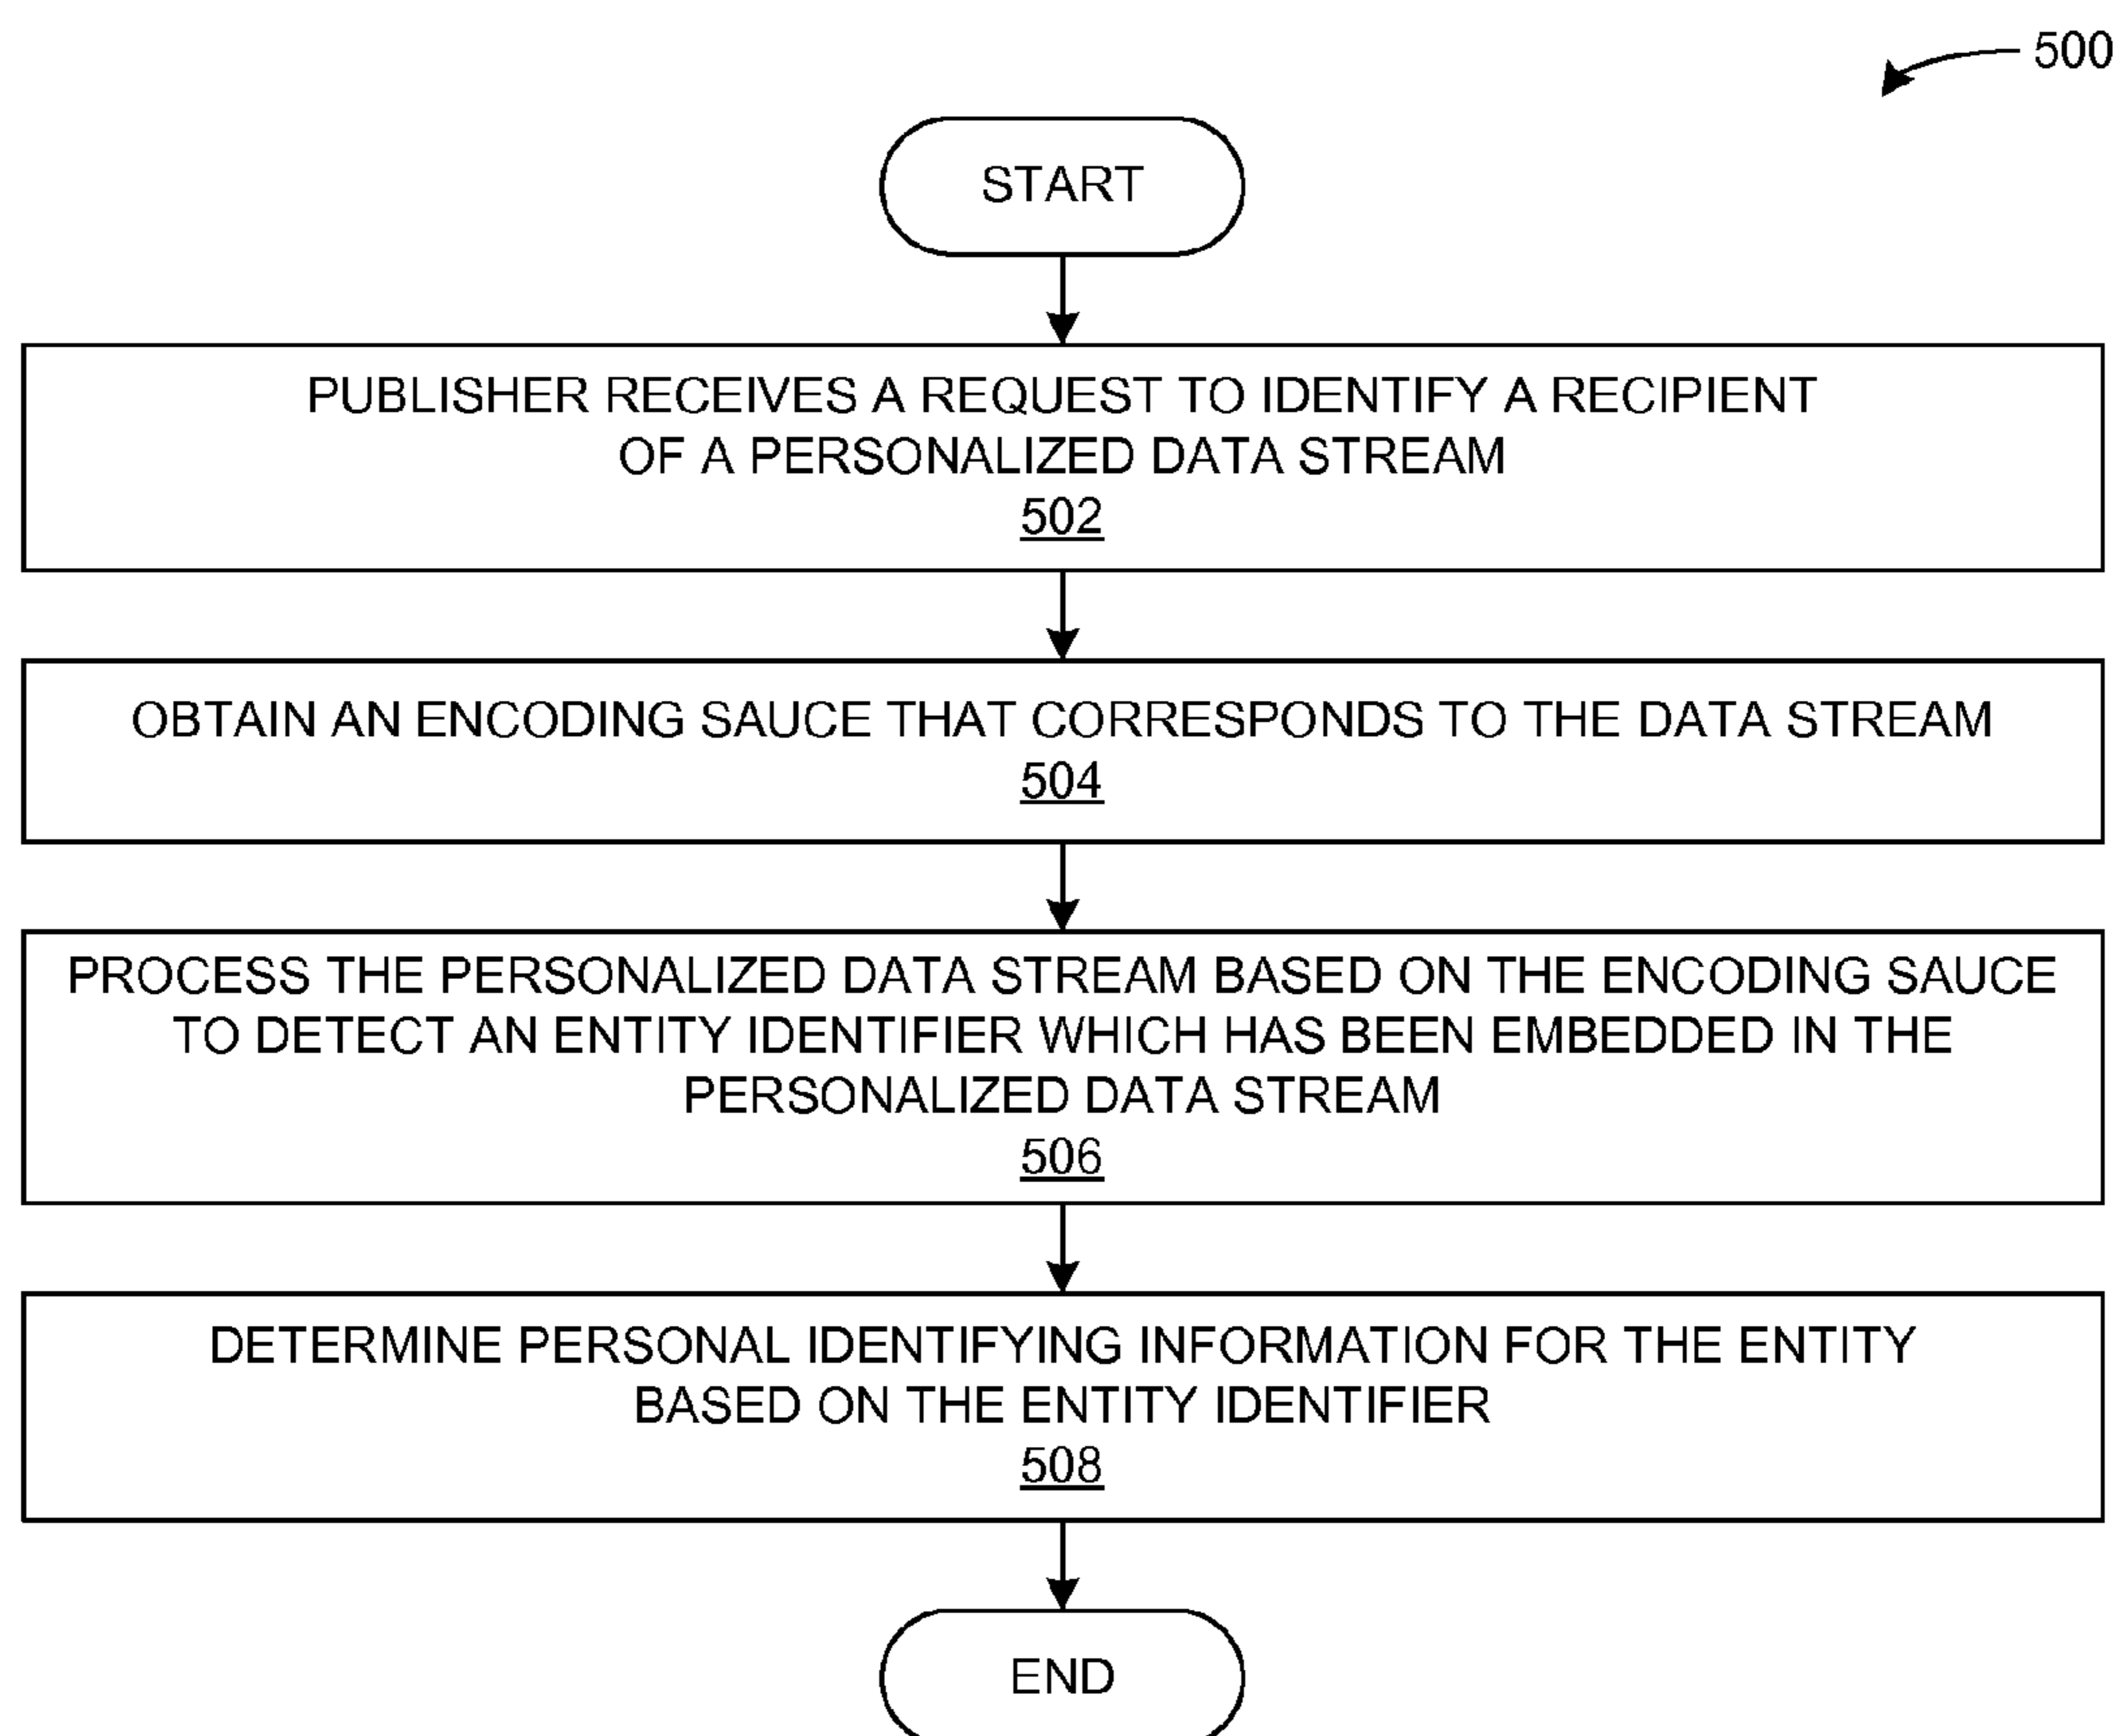 500
START
PUBLISHER RECEIVES A REQUEST TO IDENTIFY A RECIPIENT
OF A PERSONALIZED DATA STREAM
502
OBTAIN AN ENCODING SAUCE THAT CORRESPONDS TO THE DATA STREAM
504
PROCESS THE PERSONALIZED DATA STREAM BASED ON THE ENCODING SAUCE
TO DETECT AN ENTITY IDENTIFIER WHICH HAS BEEN EMBEDDED IN THE
PERSONALIZED DATA STREAM
506
DETERMINE PERSONAL IDENTIFYING INFORMATION FOR THE ENTITY
BASED ON THE ENTITY IDENTIFIER
508
END